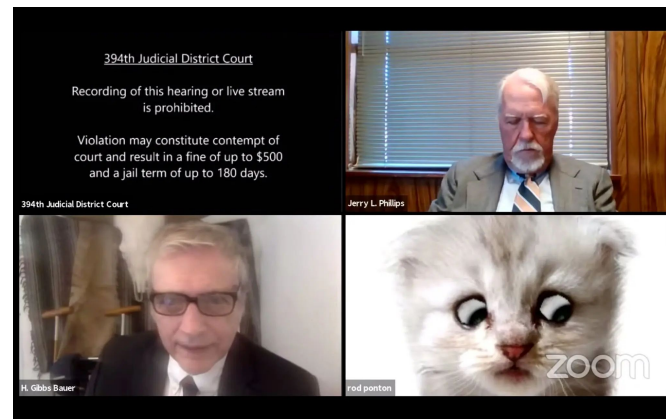 394th Judicial District Court
Recording of this hearing or live stream
is prohibited.
Violation may constitute contempt of
court and result in a fine of up to $500
and a jail term of up to 180 days.
394th Judicial District Court
Jerry L. Phillips
H. Gibbs Bauer
rod ponton
zoom